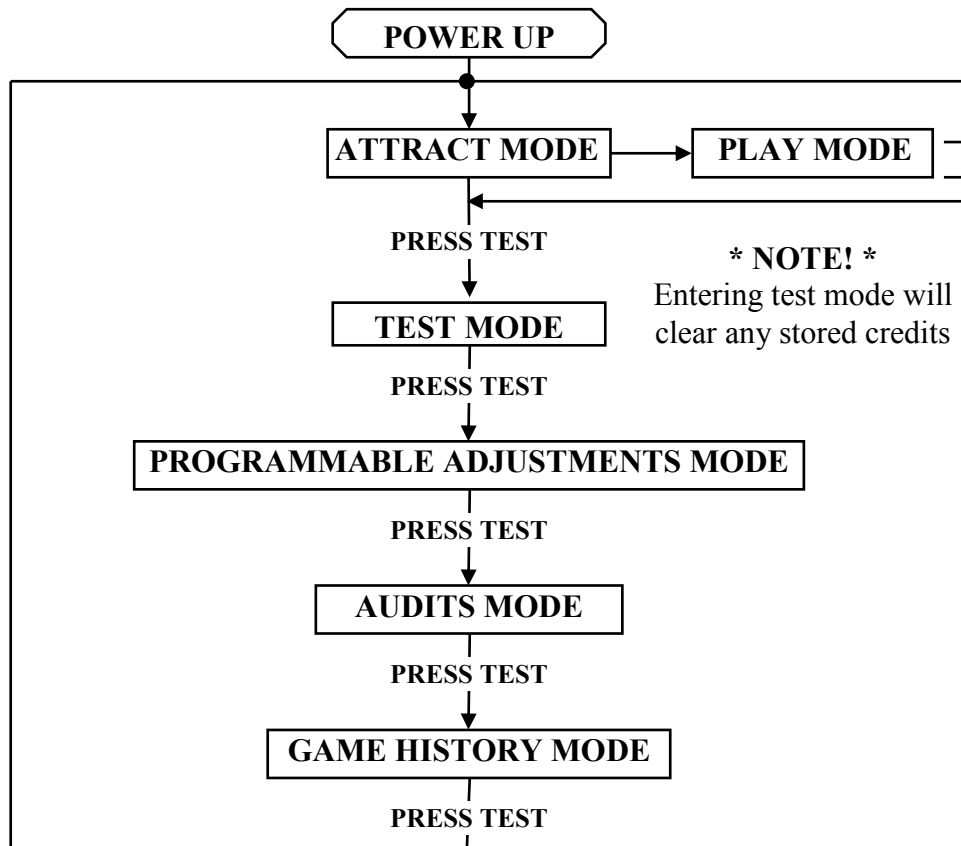 POWER UP
ATTRACT MODE
PLAY MODE
PRESS TEST
* NOTE! *
Entering test mode will
clear any stored credits
TEST MODE
PRESS TEST
PROGRAMMABLE ADJUSTMENTS MODE
PRESS TEST
AUDITS MODE
PRESS TEST
GAME HISTORY MODE
PRESS TEST